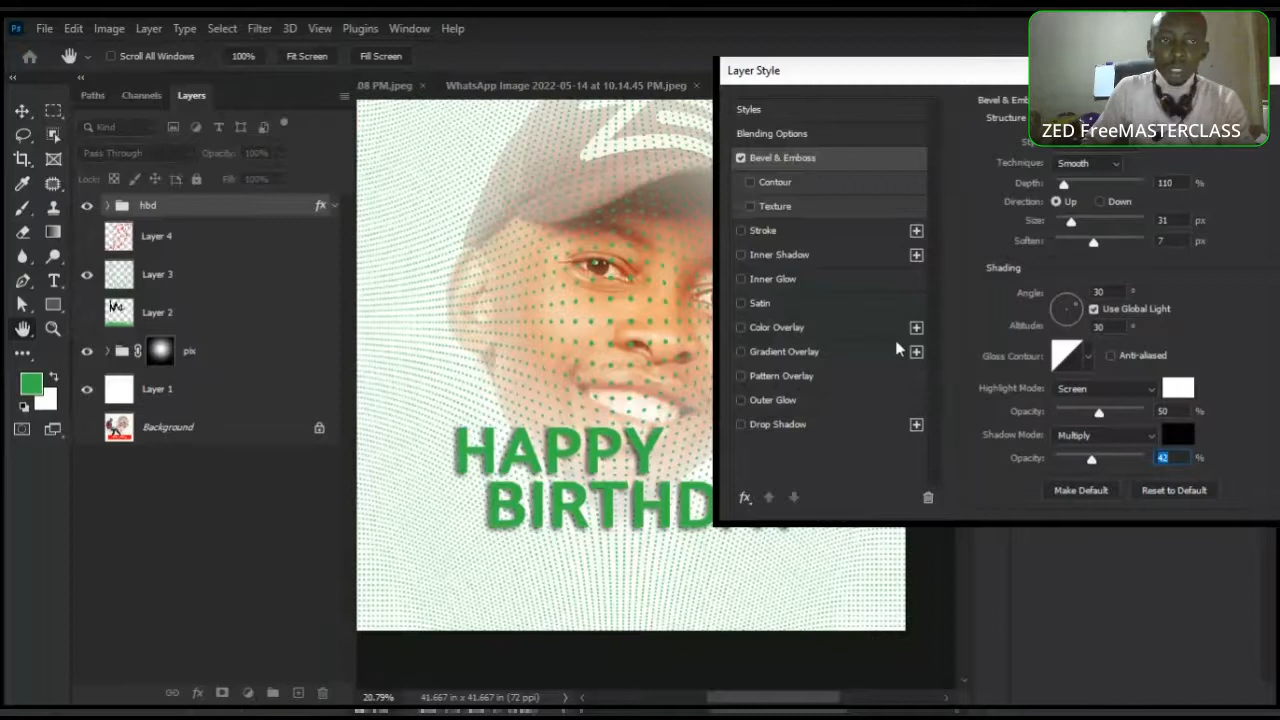 Ps File Edit Image Layer Type Select Filter 3D View Plugins Window Help
Scroll All Windows 100% Fit Screen Fill Screen
08 PM.jpeg × WhatsApp Image 2022-05-14 at 10.14.45 PM.jpeg ×
Paths Channels Layers
Kind
Pass Through Opacity: 100%
Lock: Fill: 100%
hbd fx
Layer 4
Layer 3
Layer 2
pix
Layer 1
Background
HAPPY
BIRTHD
20.79% 41.667 in x 41.667 in (72 ppi)
Layer Style
Styles
Blending Options
Bevel & Emboss
Contour
Texture
Stroke
Inner Shadow
Inner Glow
Satin
Color Overlay
Gradient Overlay
Pattern Overlay
Outer Glow
Drop Shadow
fx
Bevel & Emb
Structure
Technique: Smooth
Depth: 110 %
Direction: Up Down
Size: 31 px
Soften: 7 px
Shading
Angle: 30 °
Use Global Light
Altitude: 30 °
Gloss Contour: Anti-aliased
Highlight Mode: Screen
Opacity: 50 %
Shadow Mode: Multiply
Opacity: 42 %
Make Default Reset to Default
ZED FreeMASTERCLASS